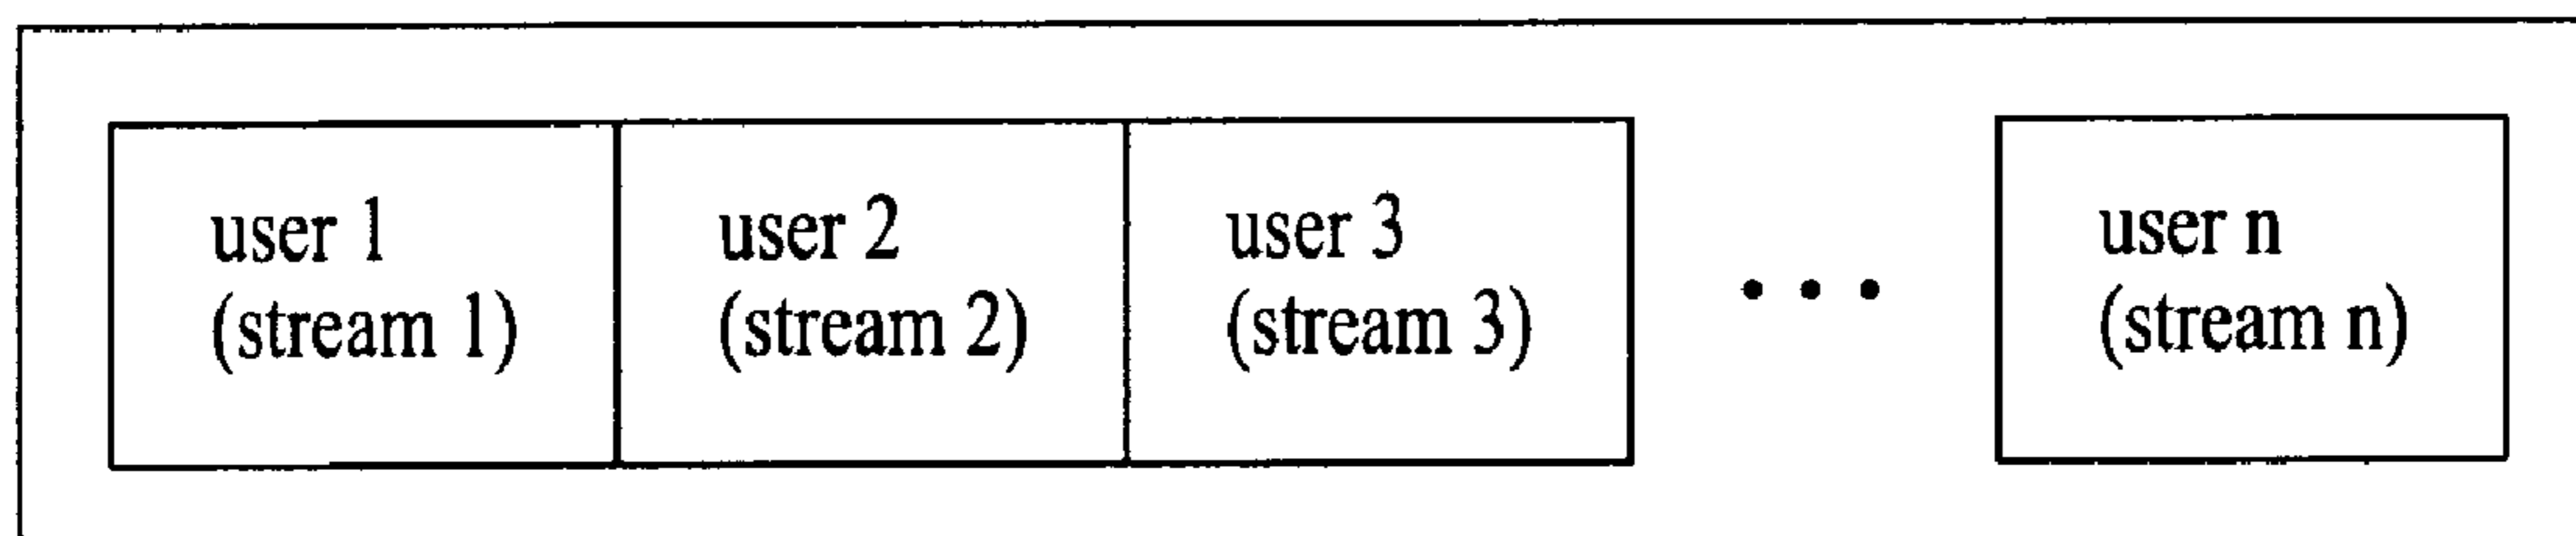 user 1
(stream 1)
user 2
(stream 2)
user 3
(stream 3)
• • •
user n
(stream n)